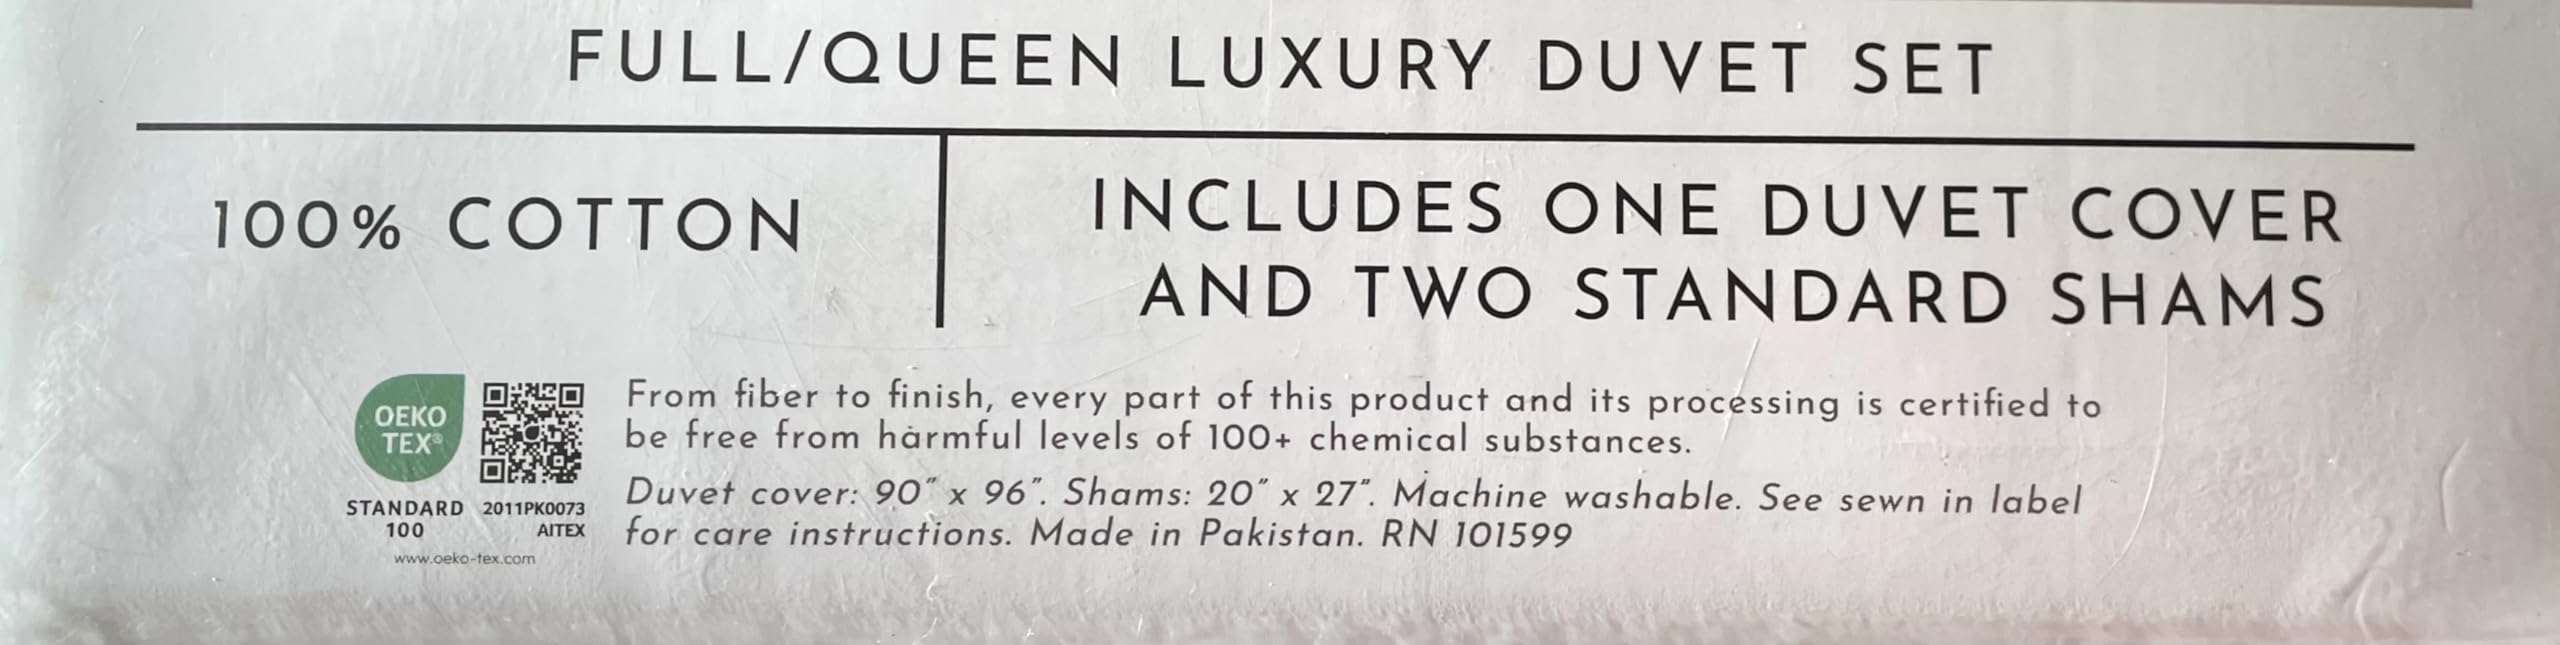 FULL/QUEEN LUXURY DUVET SET
100% COTTON
INCLUDES ONE DUVET COVER
AND TWO STANDARD SHAMS
OEKO
TEX®
STANDARD
100
2011PK0073
AITEX
www.oeko-tex.com
From fiber to finish, every part of this product and its processing is certified to
be free from harmful levels of 100+ chemical substances.
Duvet cover: 90″ x 96″. Shams: 20″ x 27″. Machine washable. See sewn in label
for care instructions. Made in Pakistan. RN 101599